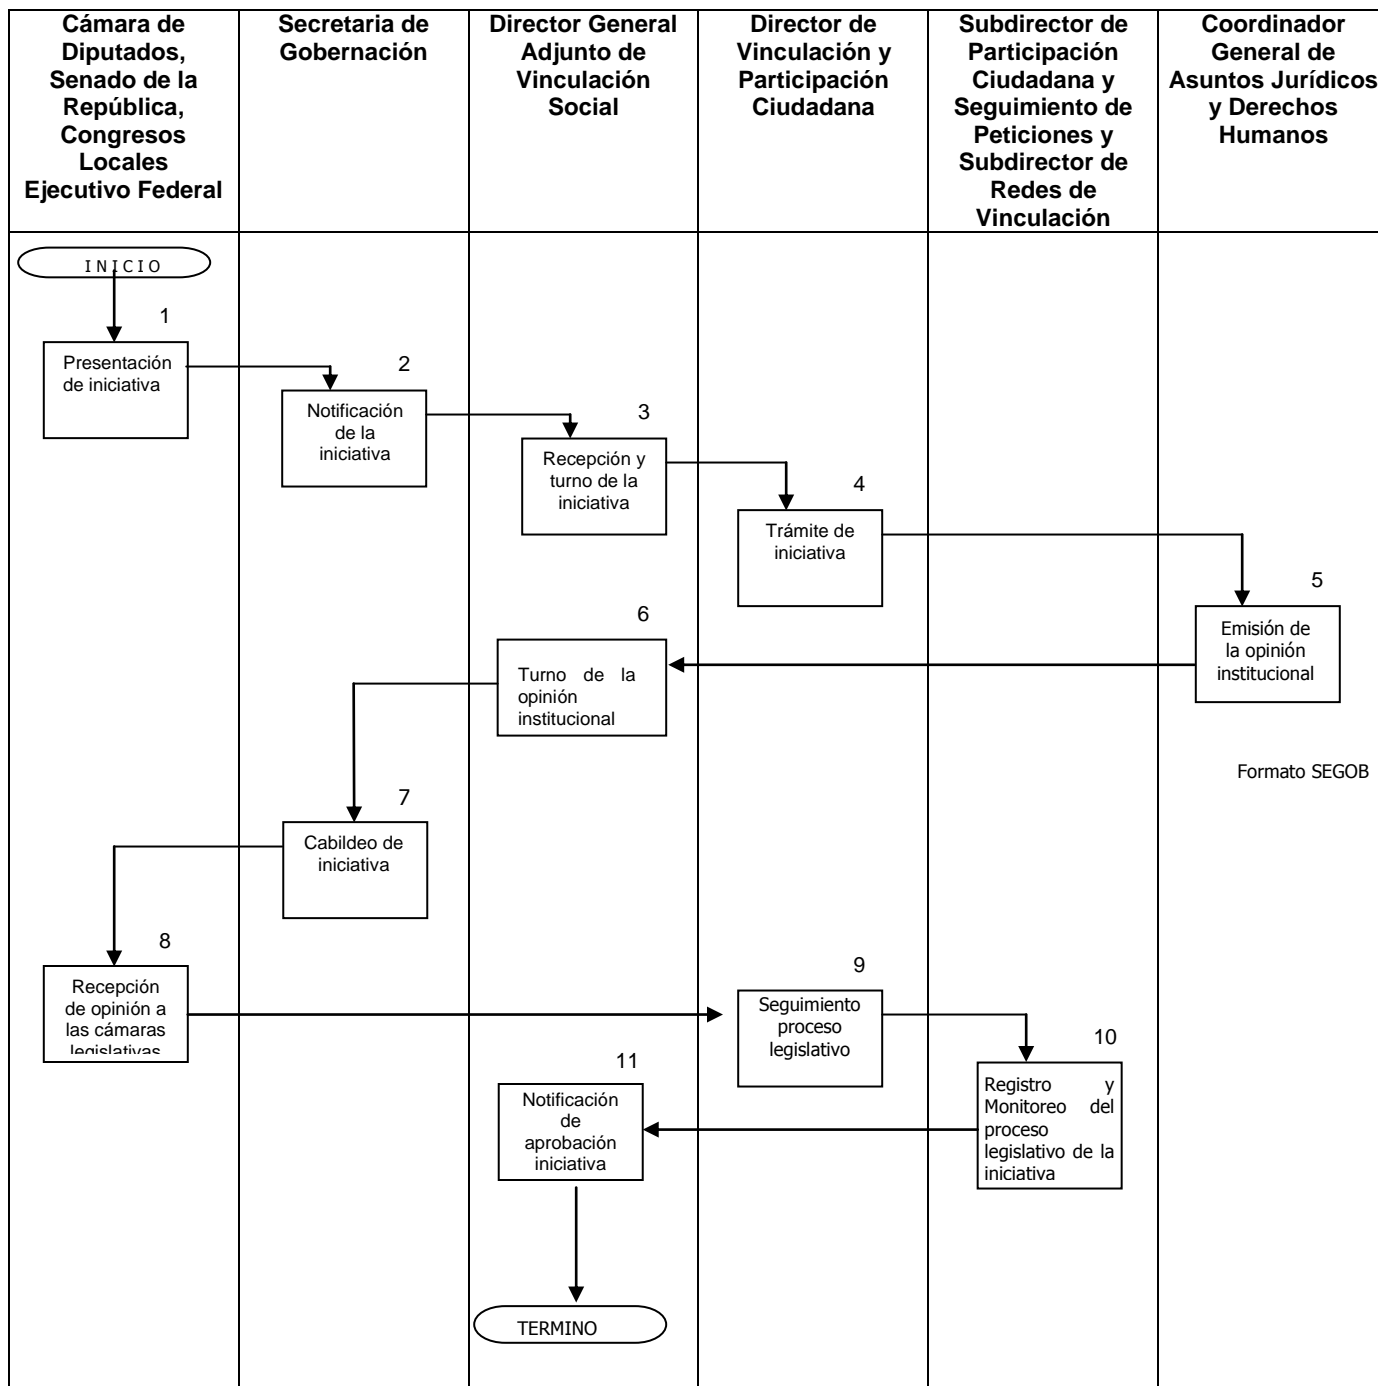 Cámara de
Diputados,
Senado de la
República,
Congresos
Locales
Ejecutivo Federal
Secretaria de
Gobernación
Director General
Adjunto de
Vinculación
Social
Director de
Vinculación y
Participación
Ciudadana
Subdirector de
Participación
Ciudadana y
Seguimiento de
Peticiones y
Subdirector de
Redes de
Vinculación
Coordinador
General de
Asuntos Jurídicos
y Derechos
Humanos
INICIO
1
Presentación
de iniciativa
2
Notificación
de la
iniciativa
3
Recepción y
turno de la
iniciativa
4
Trámite de
iniciativa
5
Emisión de
la opinión
institucional
6
Turno de la
opinión
institucional
Formato SEGOB
7
Cabildeo de
iniciativa
8
Recepción
de opinión a
las cámaras
legislativas
9
Seguimiento
proceso
legislativo
10
Registro y
Monitoreo del
proceso
legislativo de la
iniciativa
11
Notificación
de
aprobación
iniciativa
TERMINO